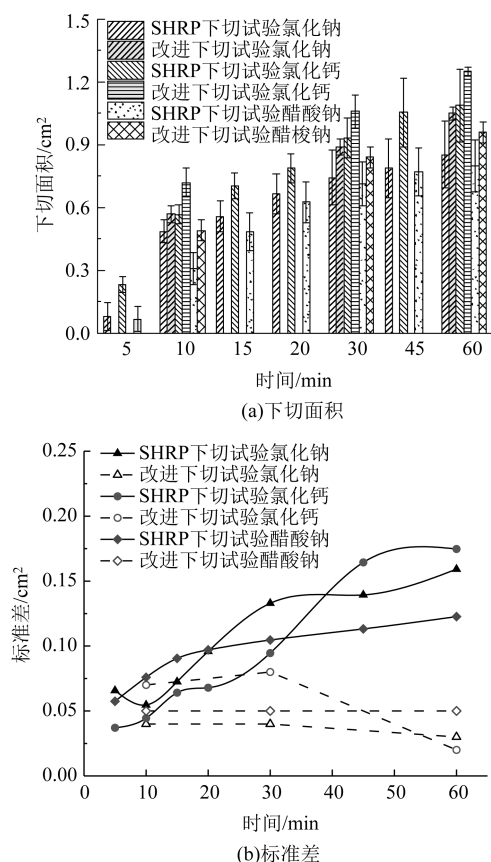 1.5
1.2
0.9
0.6
0.3
0.0
下切面积/cm2
SHRP下切试验氯化钠
改进下切试验氯化钠
SHRP下切试验氯化钙
改进下切试验氯化钙
SHRP下切试验醋酸钠
改进下切试验醋梭钠
5 10 15 20 30 45 60
时间/min
(a)下切面积
0.25
0.20
0.15
0.10
0.05
0.00
标准差/cm2
SHRP下切试验氯化钠
改进下切试验氯化钠
SHRP下切试验氯化钙
改进下切试验氯化钙
SHRP下切试验醋酸钠
改进下切试验醋酸钠
0 10 20 30 40 50 60
时间/min
(b)标准差